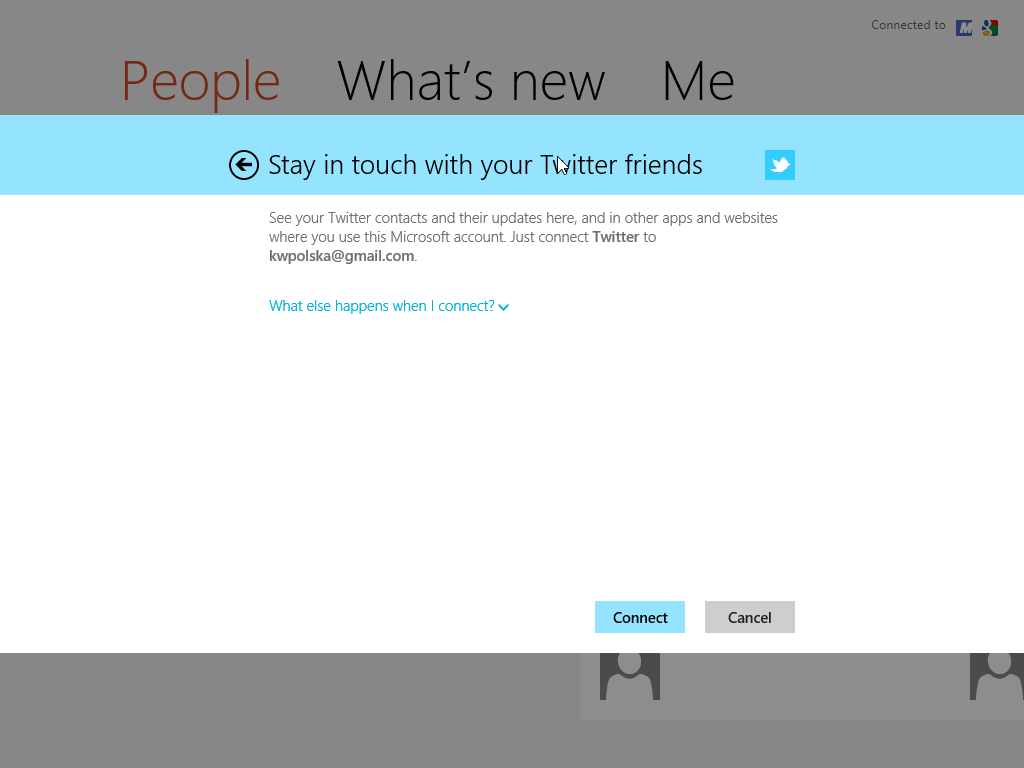 Connected to
People What's new Me
Stay in touch with your Twitter friends
See your Twitter contacts and their updates here, and in other apps and websites
where you use this Microsoft account. Just connect Twitter to
kwpolska@gmail.com.
What else happens when I connect?
Connect Cancel